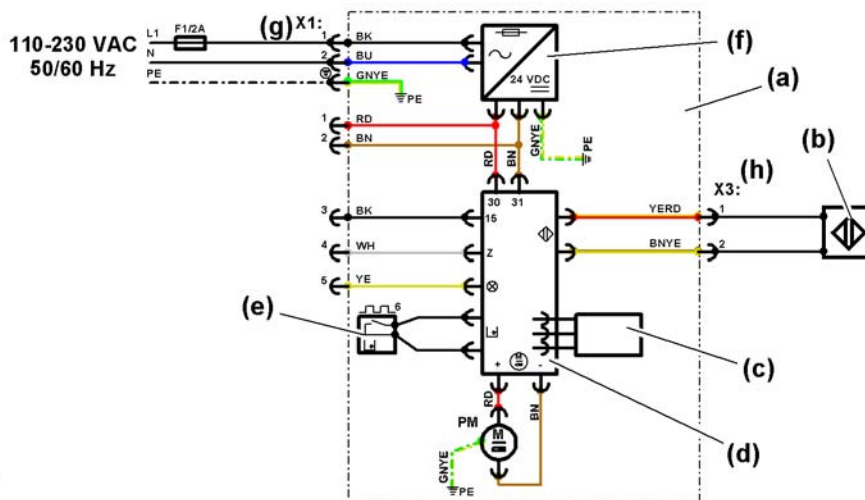 110-230 VAC
50/60 Hz
L1
F1/2A
N
PE
(g) X1:
1
BK
2
BU
GNYE
PE
24 VDC
(f)
(a)
1
RD
2
BN
RD
BN
GNYE
PE
30
31
3
BK
15
4
WH
Z
5
YE
6
(e)
YERD
BNYE
X3:
(h)
1
2
(b)
(c)
(d)
+
-
RD
BN
PM
M
GNYE
PE